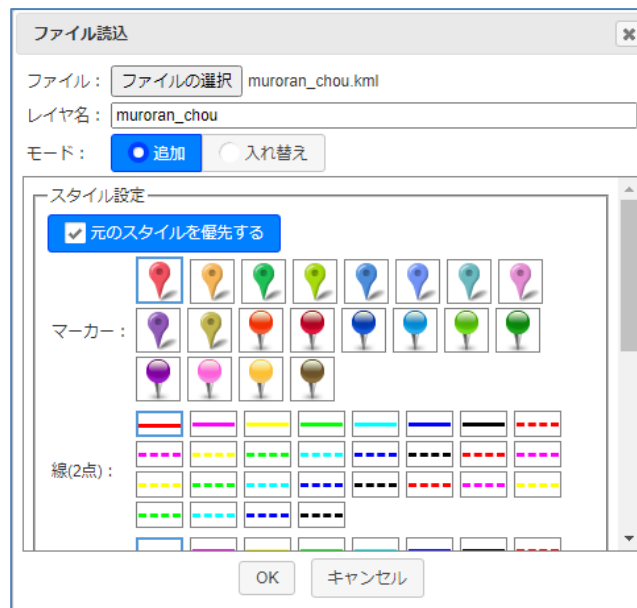 ファイル読込
ファイル： ファイルの選択 muroran_chou.kml
レイヤ名： muroran_chou
モード： 追加 入れ替え
スタイル設定
元のスタイルを優先する
マーカー：
線(2点)：
OK キャンセル